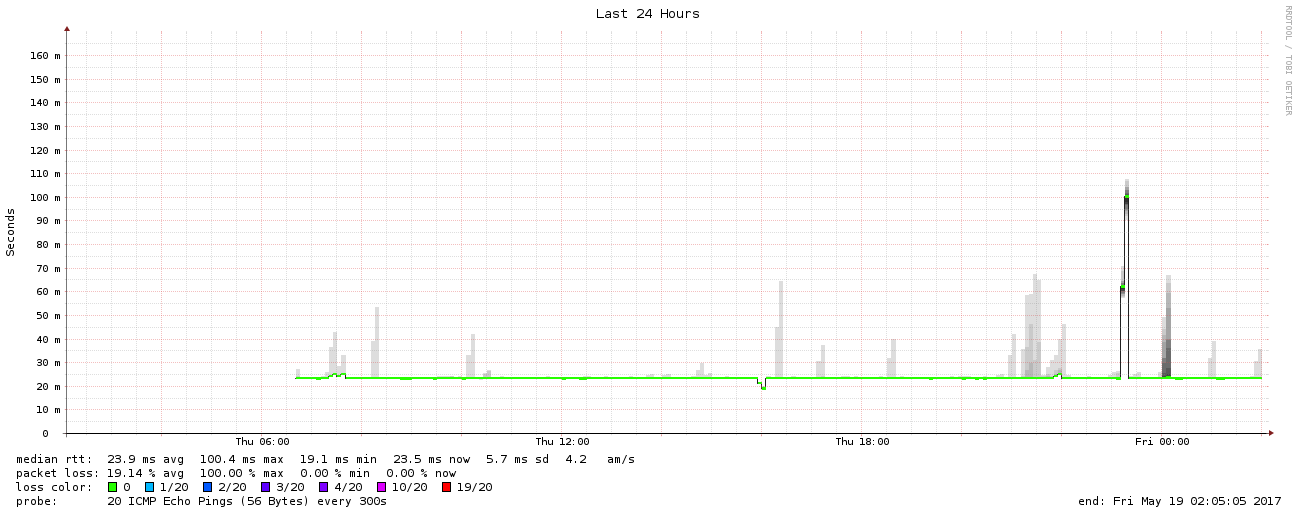 Last 24 Hours
RRDTOOL / TOBI OETIKER
Seconds
160 m
150 m
140 m
130 m
120 m
110 m
100 m
90 m
80 m
70 m
60 m
50 m
40 m
30 m
20 m
10 m
0
Thu 06:00 Thu 12:00 Thu 18:00 Fri 00:00
median rtt: 23.9 ms avg 100.4 ms max 19.1 ms min 23.5 ms now 5.7 ms sd 4.2 am/s
packet loss: 19.14 % avg 100.00 % max 0.00 % min 0.00 % now
loss color: 0 1/20 2/20 3/20 4/20 10/20 19/20
probe: 20 ICMP Echo Pings (56 Bytes) every 300s end: Fri May 19 02:05:05 2017